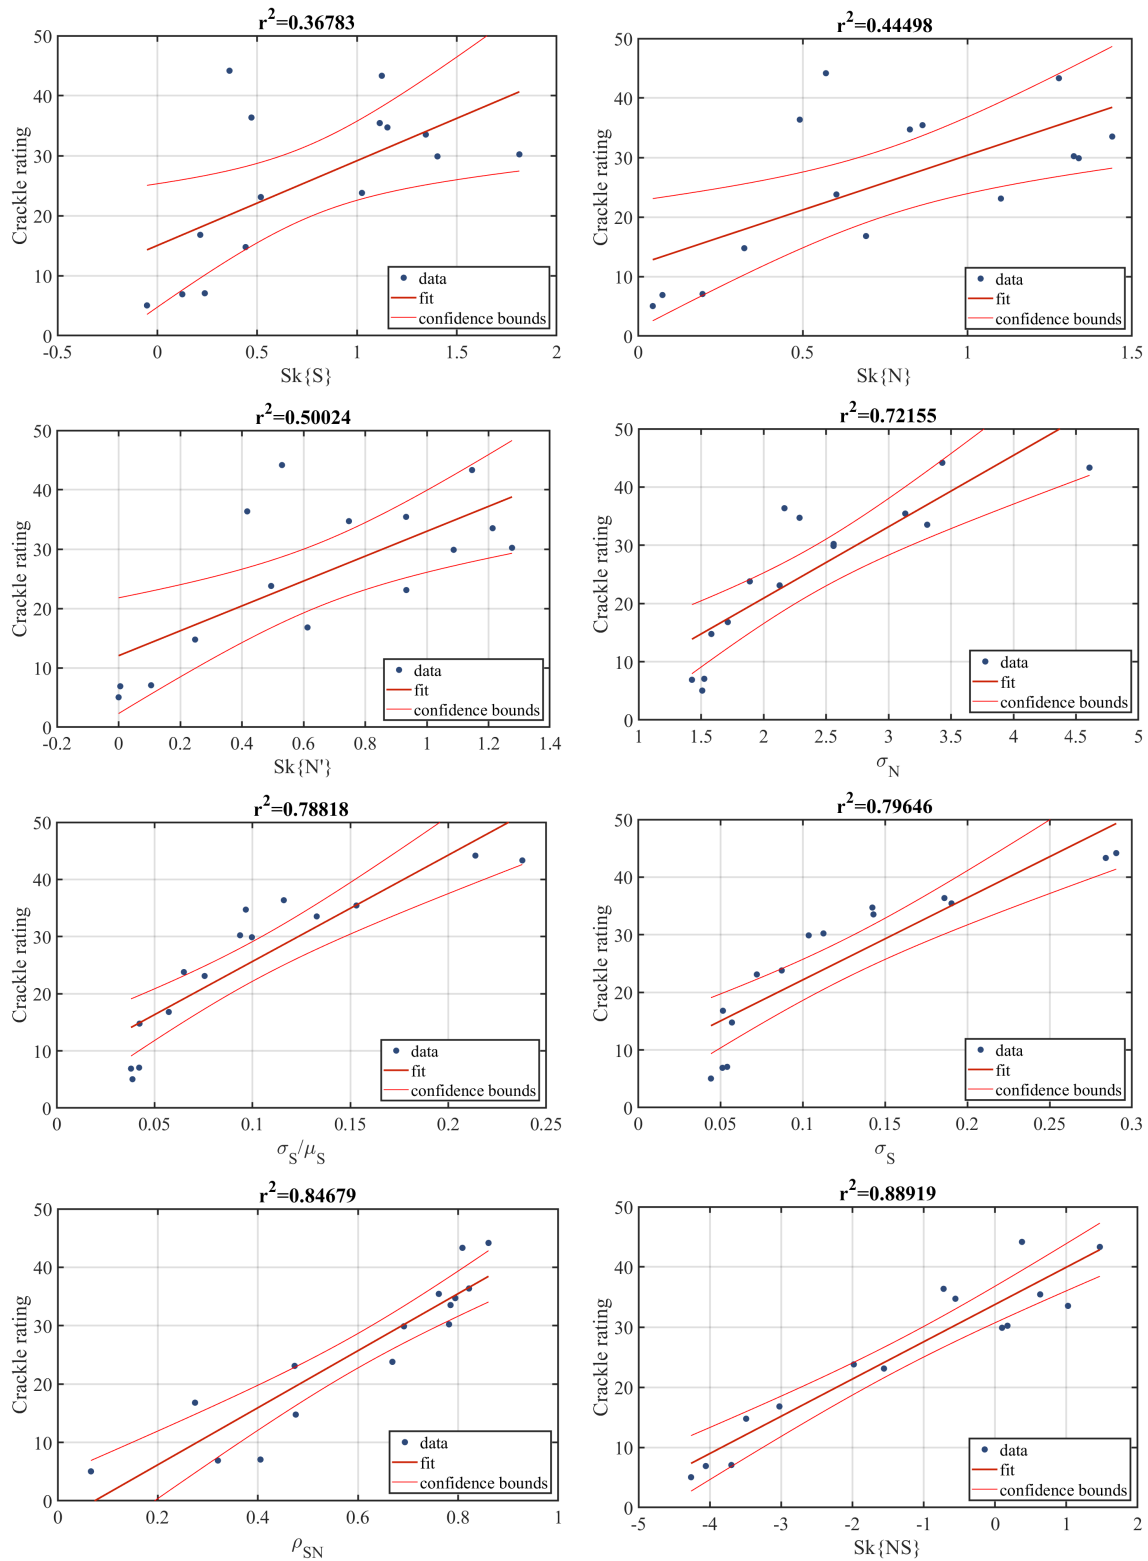 r²=0.36783
50
40
30
20
10
0
Crackle rating
data
fit
confidence bounds
-0.5 0 0.5 1 1.5 2
Sk{S}
r²=0.44498
50
40
30
20
10
0
Crackle rating
data
fit
confidence bounds
0 0.5 1 1.5
Sk{N}
r²=0.50024
50
40
30
20
10
0
Crackle rating
data
fit
confidence bounds
-0.2 0 0.2 0.4 0.6 0.8 1 1.2 1.4
Sk{N'}
r²=0.72155
50
40
30
20
10
0
Crackle rating
data
fit
confidence bounds
1 1.5 2 2.5 3 3.5 4 4.5 5
σ_N
r²=0.78818
50
40
30
20
10
0
Crackle rating
data
fit
confidence bounds
0 0.05 0.1 0.15 0.2 0.25
σ_S/μ_S
r²=0.79646
50
40
30
20
10
0
Crackle rating
data
fit
confidence bounds
0 0.05 0.1 0.15 0.2 0.25 0.3
σ_S
r²=0.84679
50
40
30
20
10
0
Crackle rating
data
fit
confidence bounds
0 0.2 0.4 0.6 0.8 1
ρ_SN
r²=0.88919
50
40
30
20
10
0
Crackle rating
data
fit
confidence bounds
-5 -4 -3 -2 -1 0 1 2
Sk{NS}